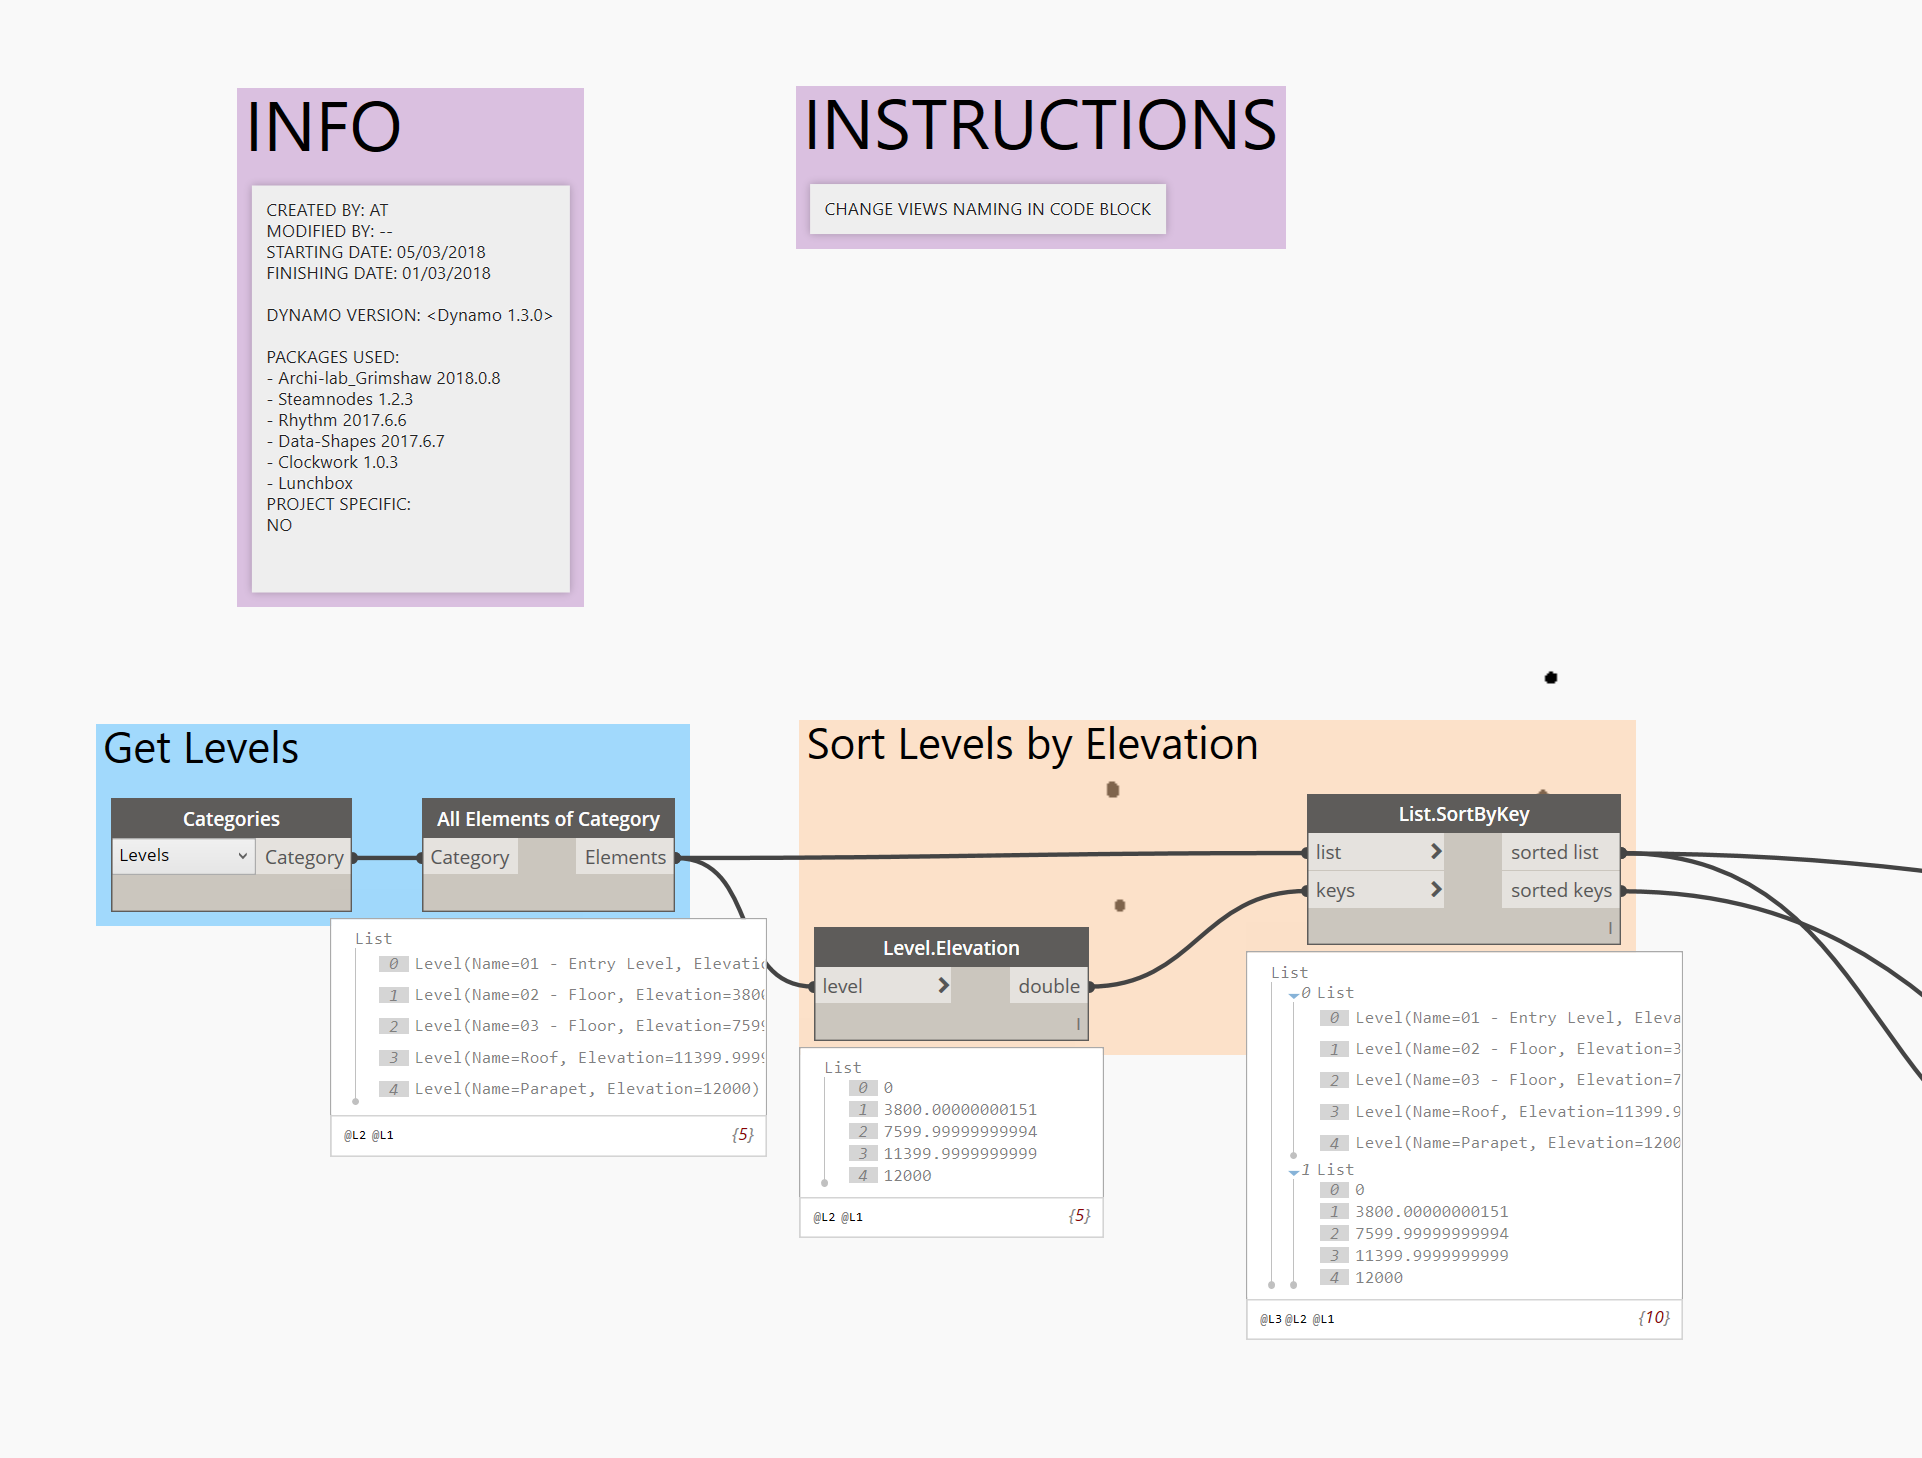 INFO
CREATED BY: AT
MODIFIED BY: --
STARTING DATE: 05/03/2018
FINISHING DATE: 01/03/2018
DYNAMO VERSION: <Dynamo 1.3.0>
PACKAGES USED:
- Archi-lab_Grimshaw 2018.0.8
- Steamnodes 1.2.3
- Rhythm 2017.6.6
- Data-Shapes 2017.6.7
- Clockwork 1.0.3
- Lunchbox
PROJECT SPECIFIC:
NO
INSTRUCTIONS
CHANGE VIEWS NAMING IN CODE BLOCK
Get Levels
Categories
Levels
Category
All Elements of Category
Category
Elements
List
0 Level(Name=01 - Entry Level, Elevatio
1 Level(Name=02 - Floor, Elevation=3800
2 Level(Name=03 - Floor, Elevation=7599
3 Level(Name=Roof, Elevation=11399.9999
4 Level(Name=Parapet, Elevation=12000)
@L2 @L1 {5}
Sort Levels by Elevation
Level.Elevation
level
double
l
List
0 0
1 3800.00000000151
2 7599.99999999994
3 11399.9999999999
4 12000
@L2 @L1 {5}
List.SortByKey
list
sorted list
keys
sorted keys
l
List
0 List
0 Level(Name=01 - Entry Level, Eleva
1 Level(Name=02 - Floor, Elevation=3
2 Level(Name=03 - Floor, Elevation=7
3 Level(Name=Roof, Elevation=11399.9
4 Level(Name=Parapet, Elevation=1200
1 List
0 0
1 3800.00000000151
2 7599.99999999994
3 11399.9999999999
4 12000
@L3 @L2 @L1 {10}